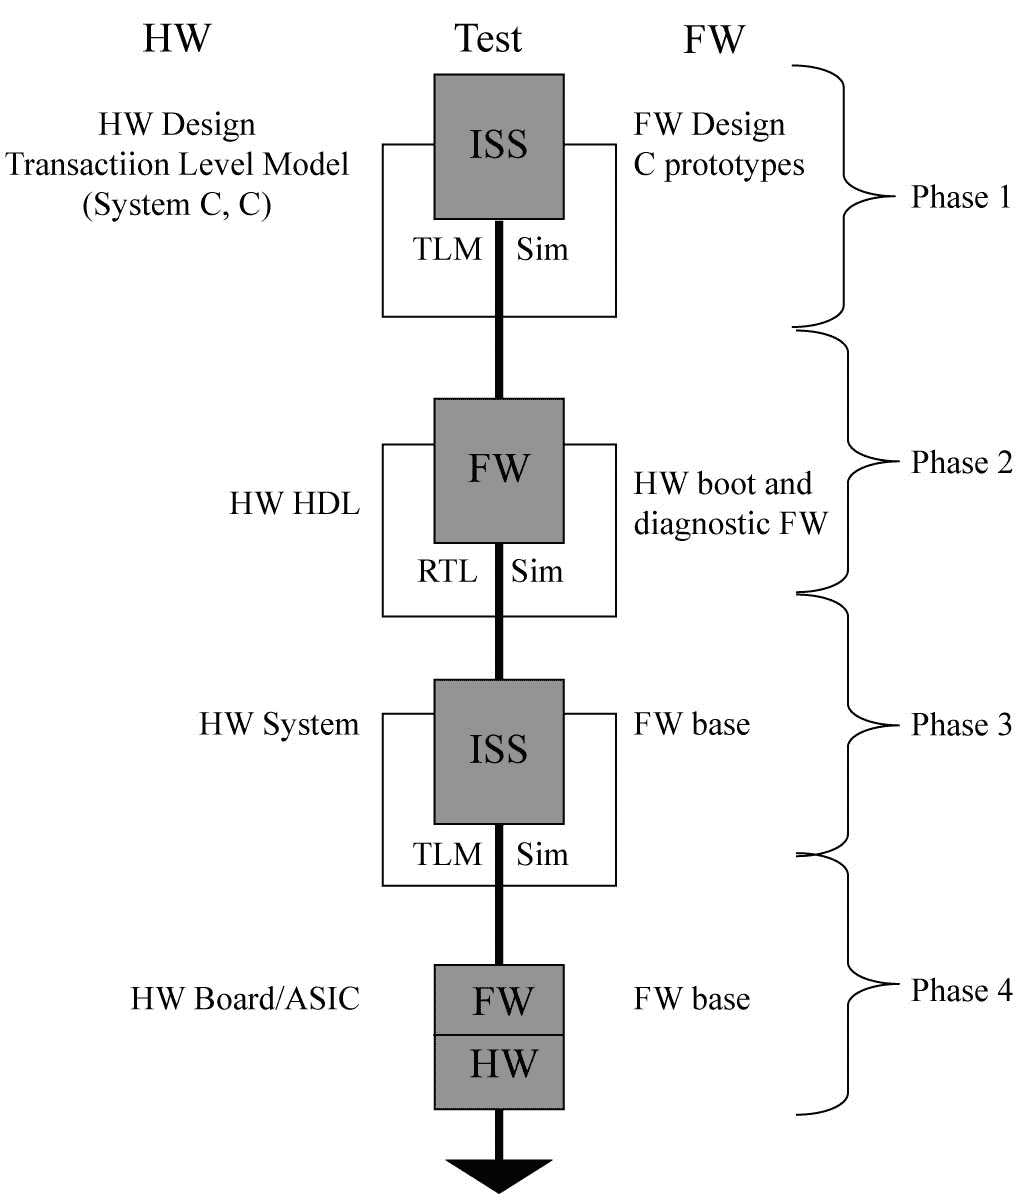 HW
Test
FW
HW Design
Transactiion Level Model
(System C, C)
ISS
TLM
Sim
FW Design
C prototypes
Phase 1
HW HDL
FW
RTL
Sim
HW boot and
diagnostic FW
Phase 2
HW System
ISS
TLM
Sim
FW base
Phase 3
HW Board/ASIC
FW
HW
FW base
Phase 4